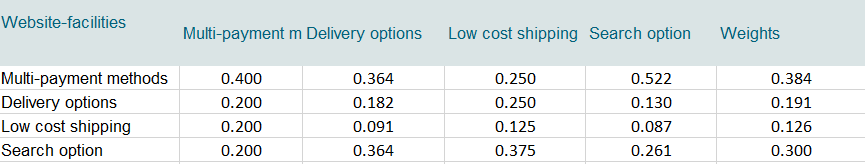 Website-facilities
Multi-payment m Delivery options Low cost shipping Search option Weights
Multi-payment methods 0.400 0.364 0.250 0.522 0.384
Delivery options 0.200 0.182 0.250 0.130 0.191
Low cost shipping 0.200 0.091 0.125 0.087 0.126
Search option 0.200 0.364 0.375 0.261 0.300